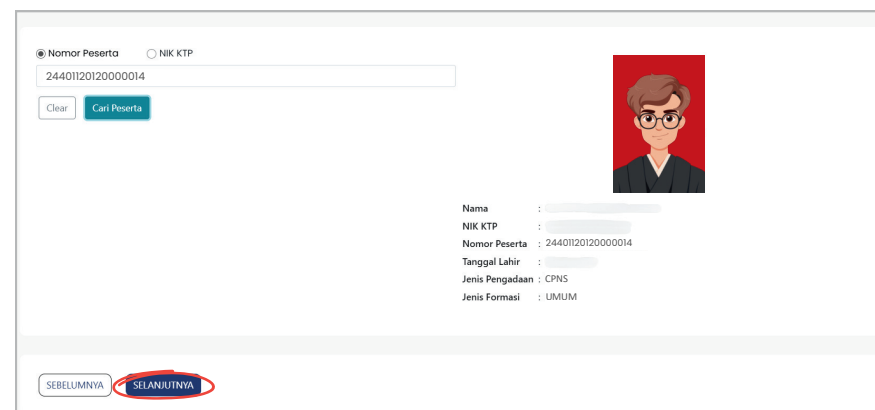 Nomor Peserta NIK KTP
24401120120000014
Clear Cari Peserta
Nama :
NIK KTP :
Nomor Peserta : 24401120120000014
Tanggal Lahir :
Jenis Pengadaan : CPNS
Jenis Formasi : UMUM
SEBELUMNYA SELANJUTNYA